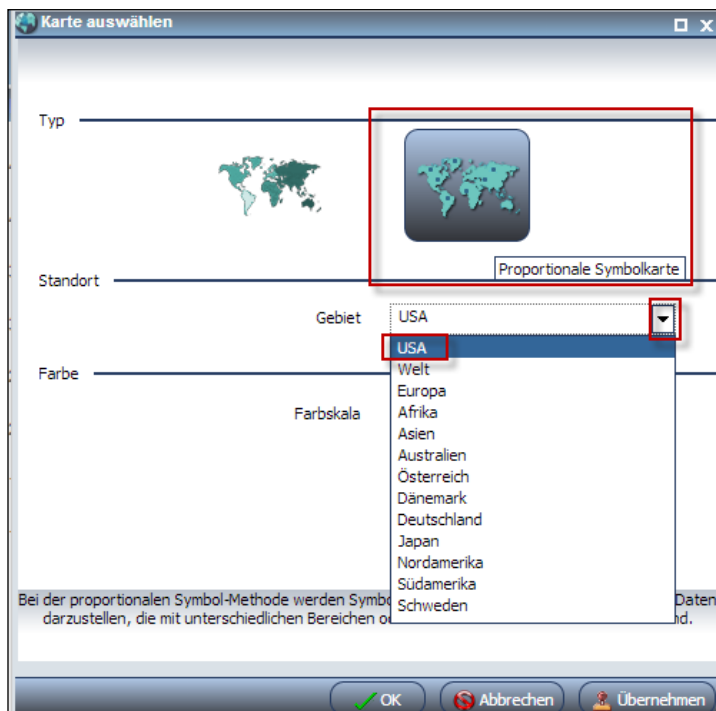 Karte auswählen
Typ
Proportionale Symbolkarte
Standort
Gebiet
USA
USA
Welt
Europa
Afrika
Asien
Australien
Österreich
Dänemark
Deutschland
Japan
Nordamerika
Südamerika
Schweden
Farbe
Farbskala
Bei der proportionalen Symbol-Methode werden Daten
darzustellen, die mit unterschiedlichen Bereichen
OK
Abbrechen
Übernehmen